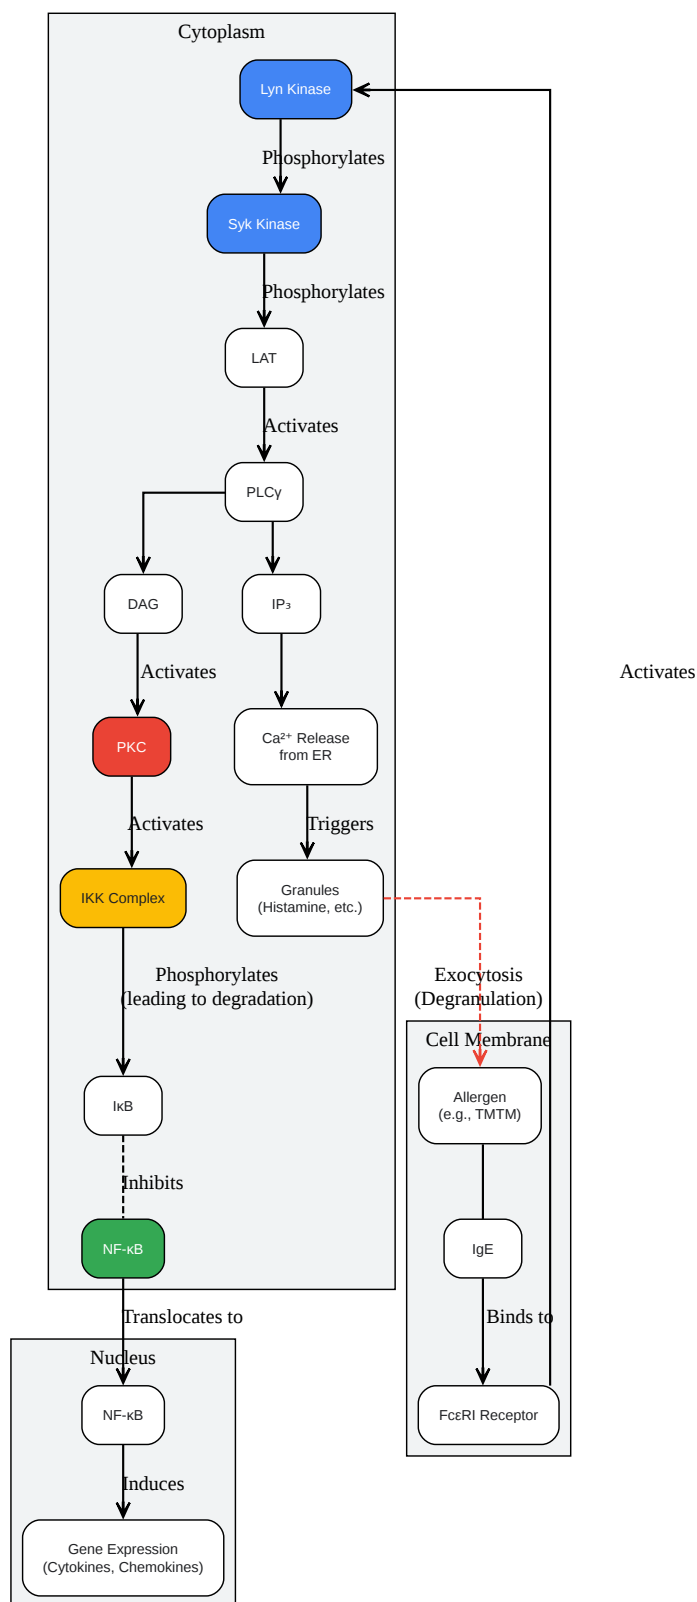 Cytoplasm
Lyn Kinase
Phosphorylates
Syk Kinase
Phosphorylates
LAT
Activates
PLCγ
DAG
IP₃
Activates
Activates
PKC
Ca²⁺ Release
from ER
Activates
Triggers
IKK Complex
Granules
(Histamine, etc.)
Phosphorylates
(leading to degradation)
Exocytosis
(Degranulation)
Cell Membrane
Allergen
(e.g., TMTM)
IκB
Inhibits
NF-κB
IgE
Translocates to
Binds to
Nucleus
NF-κB
FcεRI Receptor
Induces
Gene Expression
(Cytokines, Chemokines)